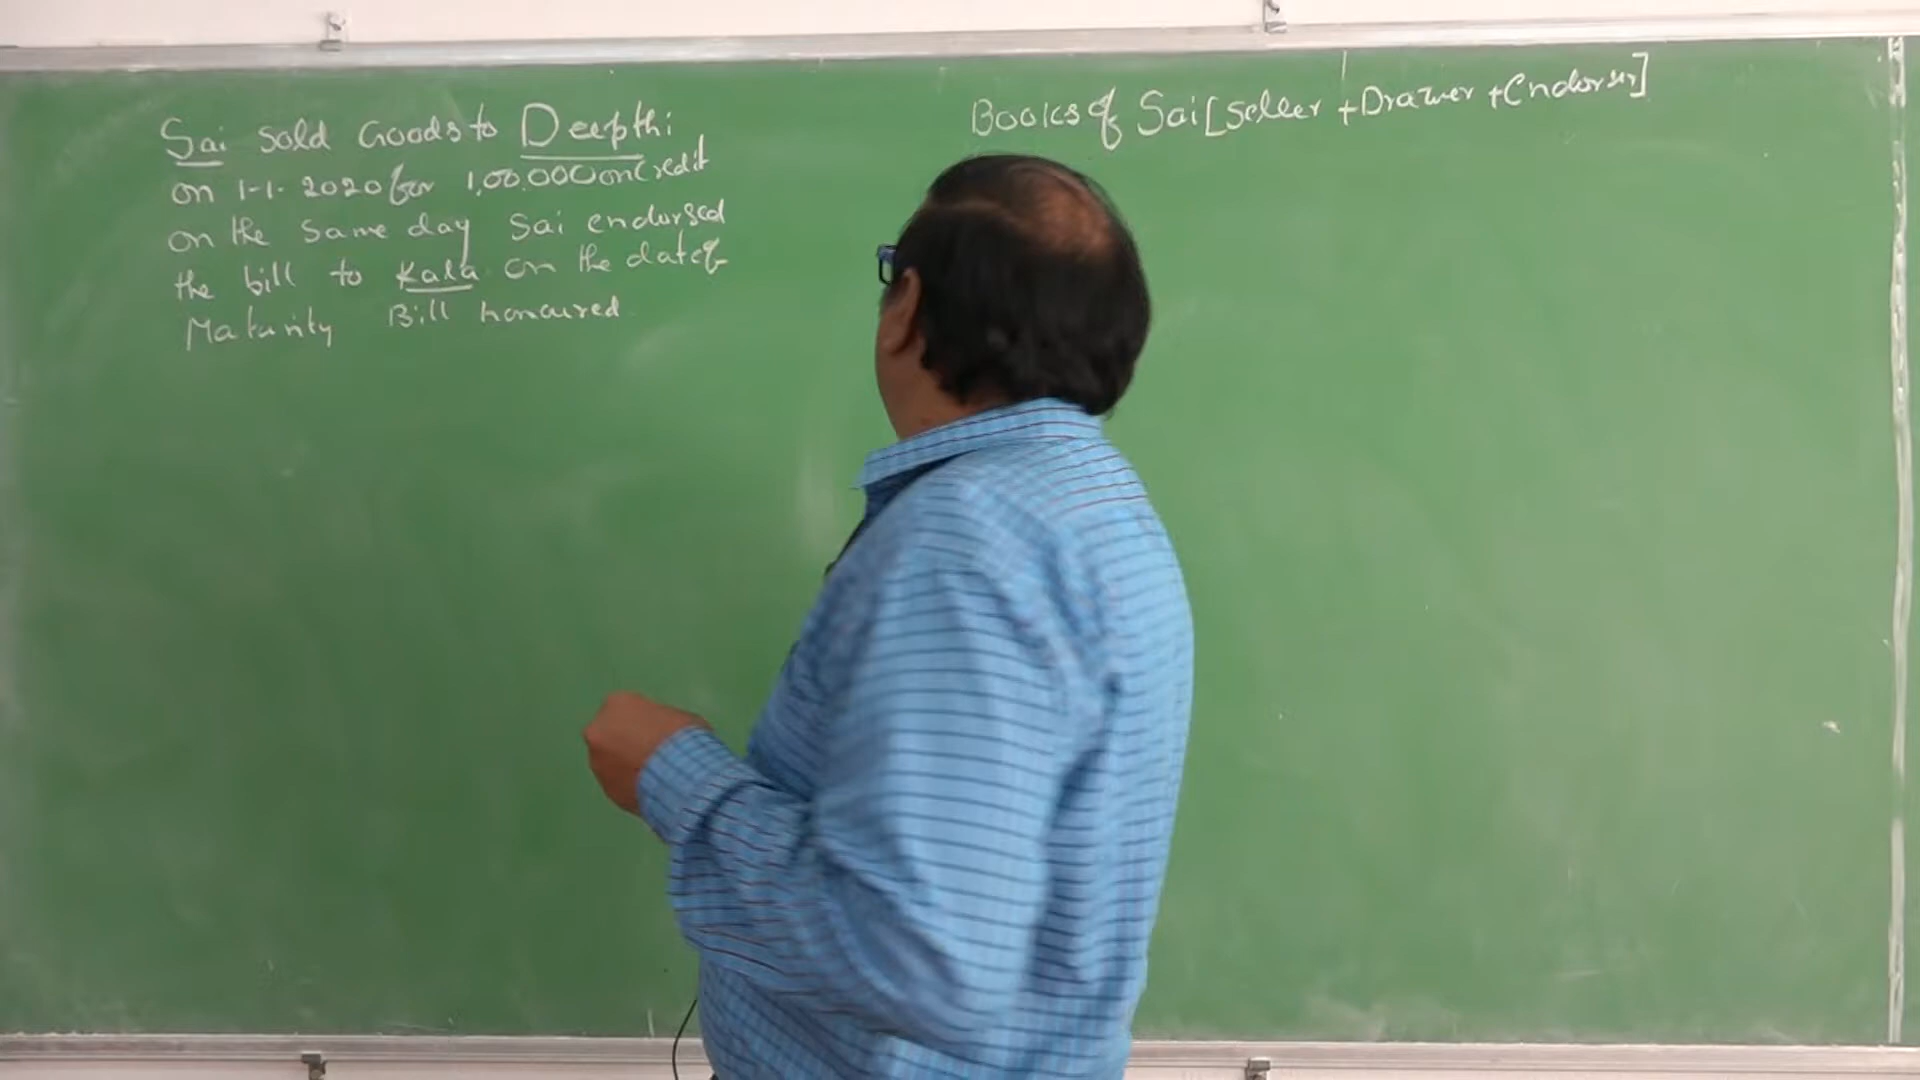 Sai sold Goods to Deepthi
on 1-1-2020 for 1,00,000 on Credit
on the same day Sai endorsed
the bill to Kala on the date of
Maturity Bill honoured
Books of Sai [Seller + Drawer + Endorser]